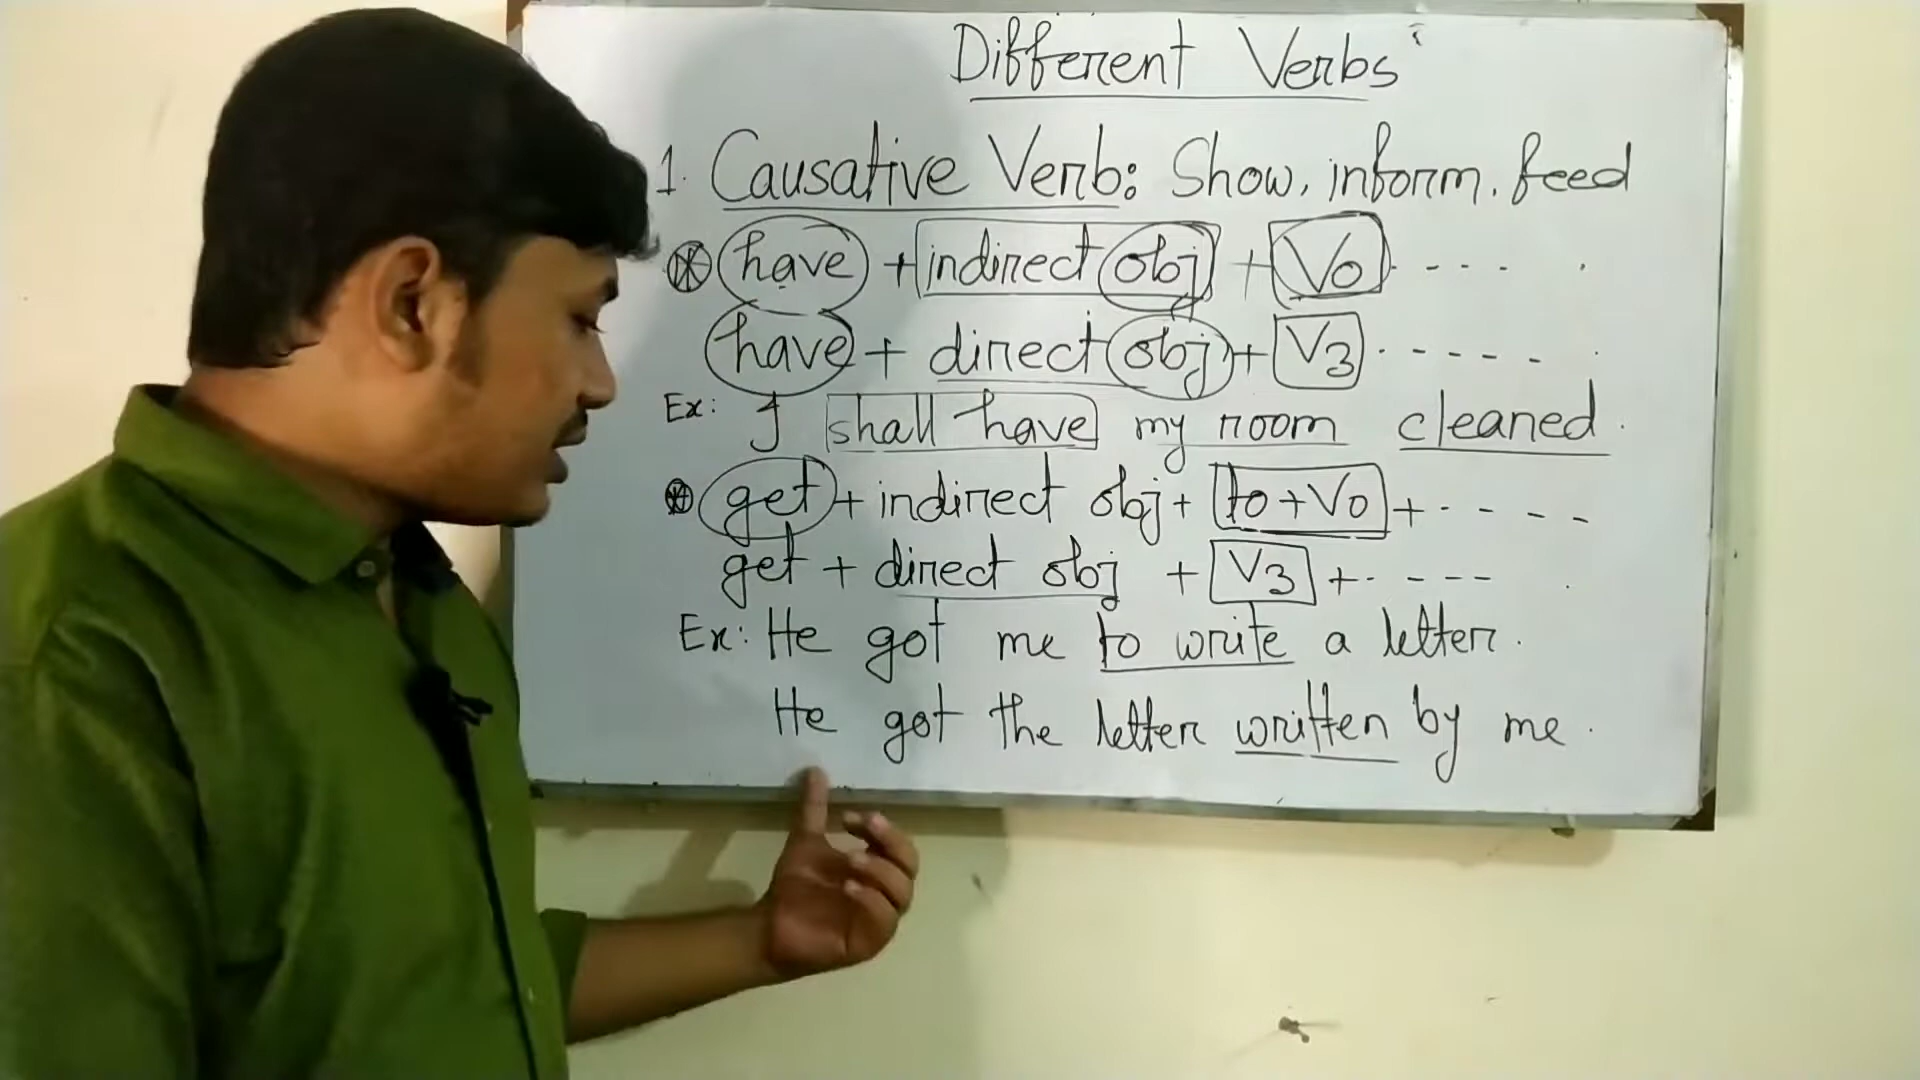 Different Verbs
1. Causative Verb: Show, inform, feed
have + indirect obj + V0 - - - .
have + direct obj + V3 - - - - - .
Ex: I shall have my room cleaned.
get + indirect obj + to + V0 + - - - -
get + direct obj + V3 + - - - - .
Ex: He got me to write a letter.
He got the letter written by me.